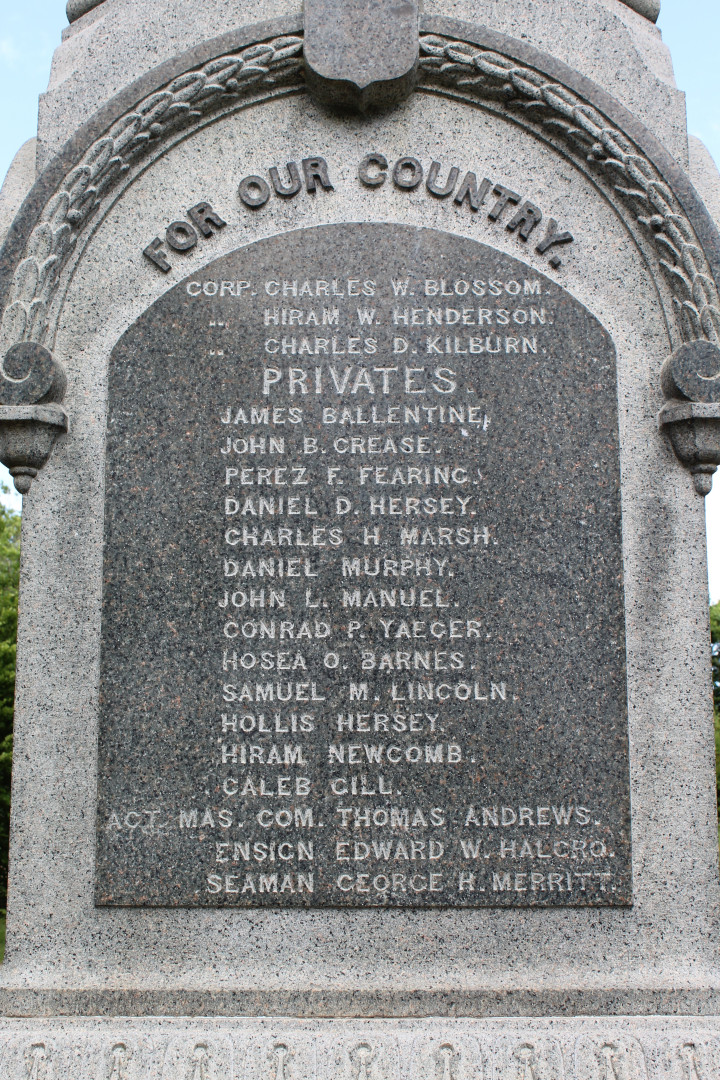 FOR OUR COUNTRY.
CORP. CHARLES W. BLOSSOM.
,, HIRAM W. HENDERSON.
,, CHARLES D. KILBURN.
PRIVATES.
JAMES BALLENTINE,
JOHN B. CREASE.
PEREZ F. FEARING.
DANIEL D. HERSEY.
CHARLES H MARSH.
DANIEL MURPHY.
JOHN L. MANUEL.
CONRAD P. YAEGER.
HOSEA O. BARNES.
SAMUEL M. LINCOLN.
HOLLIS HERSEY.
HIRAM NEWCOMB.
CALEB GILL.
ACT. MAS. COM. THOMAS ANDREWS.
ENSIGN EDWARD W. HALCRO.
SEAMAN GEORGE H. MERRITT.